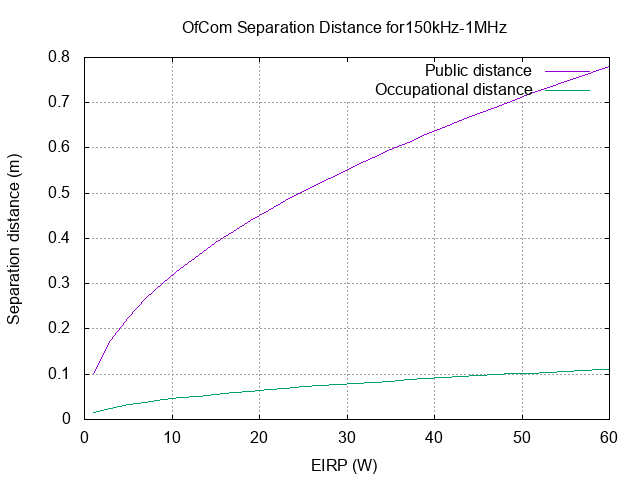 OfCom Separation Distance for150kHz-1MHz
Public distance
Occupational distance
0.8
0.7
0.6
0.5
0.4
0.3
0.2
0.1
0
Separation distance (m)
0 10 20 30 40 50 60
EIRP (W)